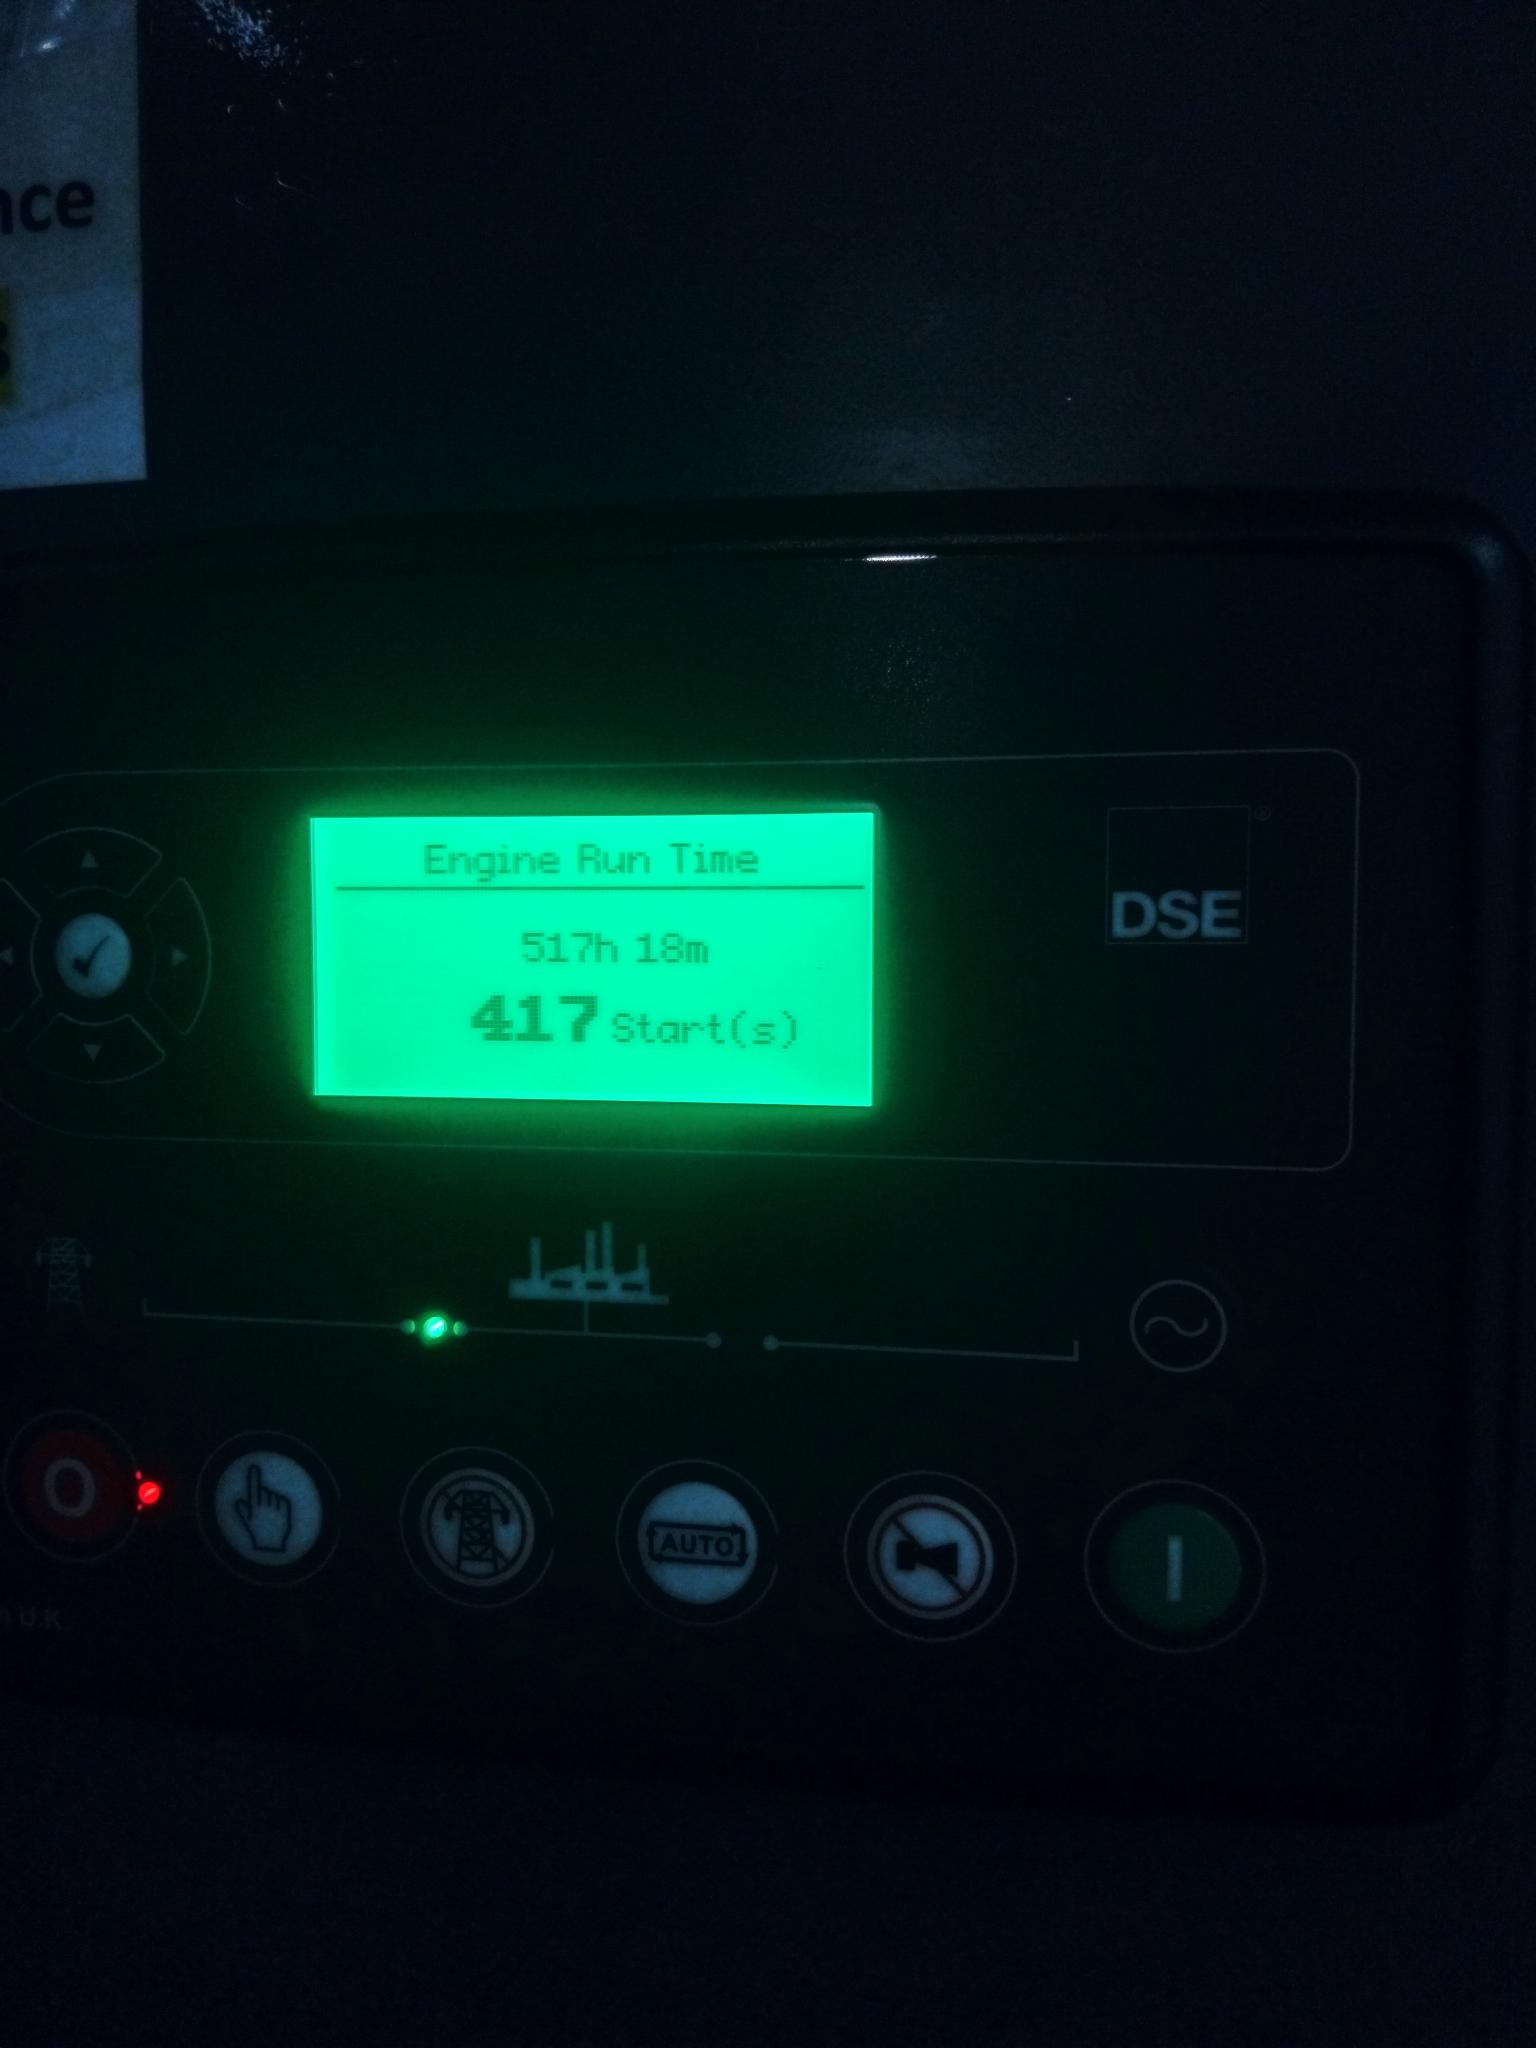 nce
Engine Run Time
517h 18m
417 Start(s)
DSE
®
O
AUTO
I
U.K.